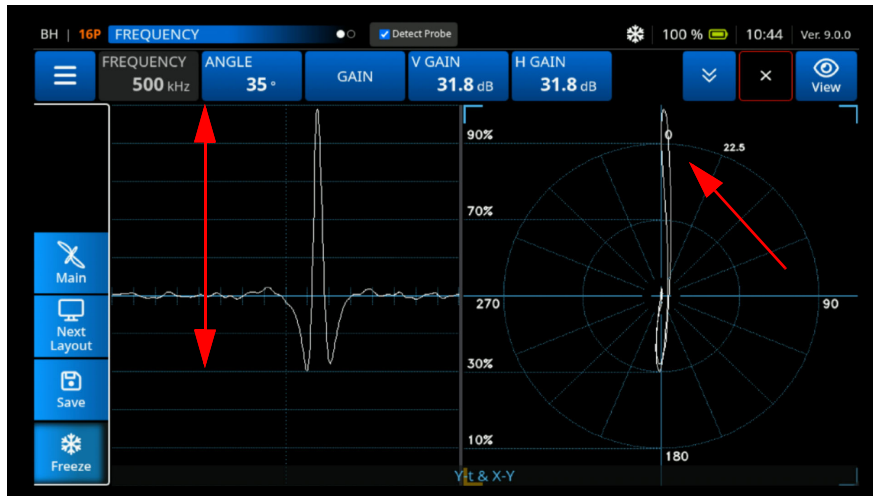 BH | 16P FREQUENCY Detect Probe 100 % 10:44 Ver. 9.0.0
FREQUENCY
500 kHz
ANGLE
35 °
GAIN
V GAIN
31.8 dB
H GAIN
31.8 dB
View
90%
0
22.5
70%
Main
270
90
Next
Layout
30%
Save
10%
180
Freeze
Y-t & X-Y